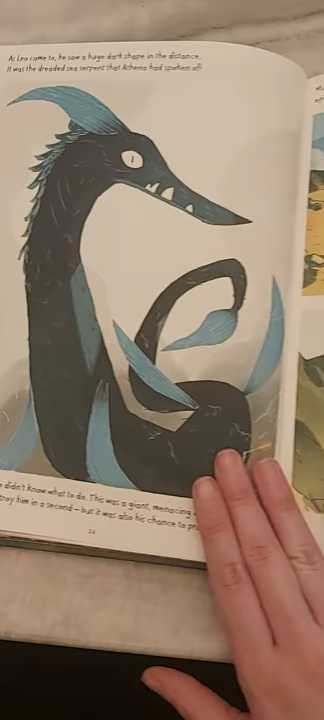 As Leo came to, he saw a huge dark shape in the distance.
It was the dreaded sea serpent that Athena had spoken of!
didn't know what to do. This was a giant, menacing
him in a second – but it was also his chance to